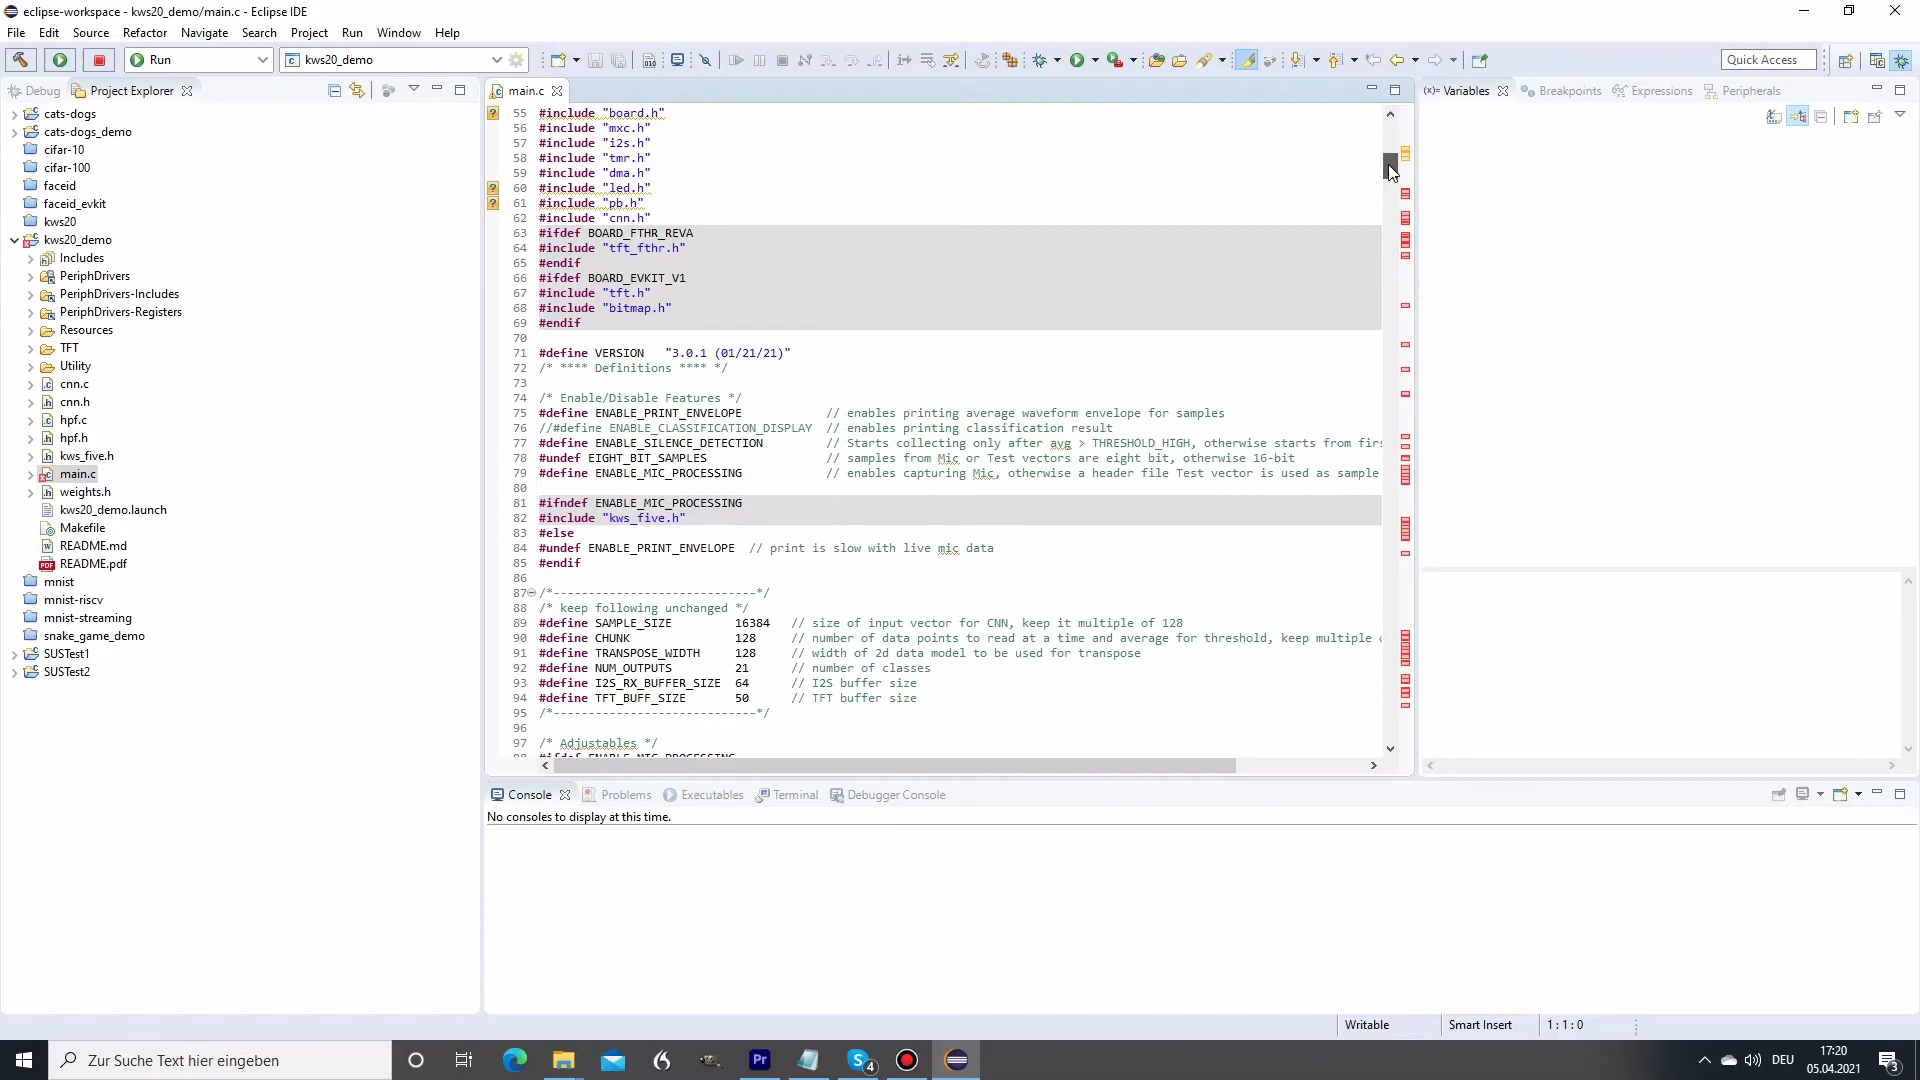 eclipse-workspace - kws20_demo/main.c - Eclipse IDE
File Edit Source Refactor Navigate Search Project Run Window Help
Run kws20_demo Quick Access
Debug Project Explorer
cats-dogs
cats-dogs_demo
cifar-10
cifar-100
faceid
faceid_evkit
kws20
kws20_demo
Includes
PeriphDrivers
PeriphDrivers-Includes
PeriphDrivers-Registers
Resources
TFT
Utility
cnn.c
cnn.h
hpf.c
hpf.h
kws_five.h
main.c
weights.h
kws20_demo.launch
Makefile
README.md
README.pdf
mnist
mnist-riscv
mnist-streaming
snake_game_demo
SUSTest1
SUSTest2
main.c
55 #include "board.h"
56 #include "mxc.h"
57 #include "i2s.h"
58 #include "tmr.h"
59 #include "dma.h"
60 #include "led.h"
61 #include "pb.h"
62 #include "cnn.h"
63 #ifdef BOARD_FTHR_REVA
64 #include "tft_fthr.h"
65 #endif
66 #ifdef BOARD_EVKIT_V1
67 #include "tft.h"
68 #include "bitmap.h"
69 #endif
70
71 #define VERSION "3.0.1 (01/21/21)"
72 /* **** Definitions **** */
73
74 /* Enable/Disable Features */
75 #define ENABLE_PRINT_ENVELOPE // enables printing average waveform envelope for samples
76 //#define ENABLE_CLASSIFICATION_DISPLAY // enables printing classification result
77 #define ENABLE_SILENCE_DETECTION // Starts collecting only after avg > THRESHOLD_HIGH, otherwise starts from firs
78 #undef EIGHT_BIT_SAMPLES // samples from Mic or Test vectors are eight bit, otherwise 16-bit
79 #define ENABLE_MIC_PROCESSING // enables capturing Mic, otherwise a header file Test vector is used as sample
80
81 #ifndef ENABLE_MIC_PROCESSING
82 #include "kws_five.h"
83 #else
84 #undef ENABLE_PRINT_ENVELOPE // print is slow with live mic data
85 #endif
86
87 /*-----------------------------*/
88 /* keep following unchanged */
89 #define SAMPLE_SIZE 16384 // size of input vector for CNN, keep it multiple of 128
90 #define CHUNK 128 // number of data points to read at a time and average for threshold, keep multiple
91 #define TRANSPOSE_WIDTH 128 // width of 2d data model to be used for transpose
92 #define NUM_OUTPUTS 21 // number of classes
93 #define I2S_RX_BUFFER_SIZE 64 // I2S buffer size
94 #define TFT_BUFF_SIZE 50 // TFT buffer size
95 /*-----------------------------*/
96
97 /* Adjustables */
98 #ifdef ENABLE_MIC_PROCESSING
(x)= Variables Breakpoints Expressions Peripherals
Console Problems Executables Terminal Debugger Console
No consoles to display at this time.
Writable Smart Insert 1 : 1 : 0
Zur Suche Text hier eingeben
Pr
S 4
DEU
17:20
05.04.2021
3